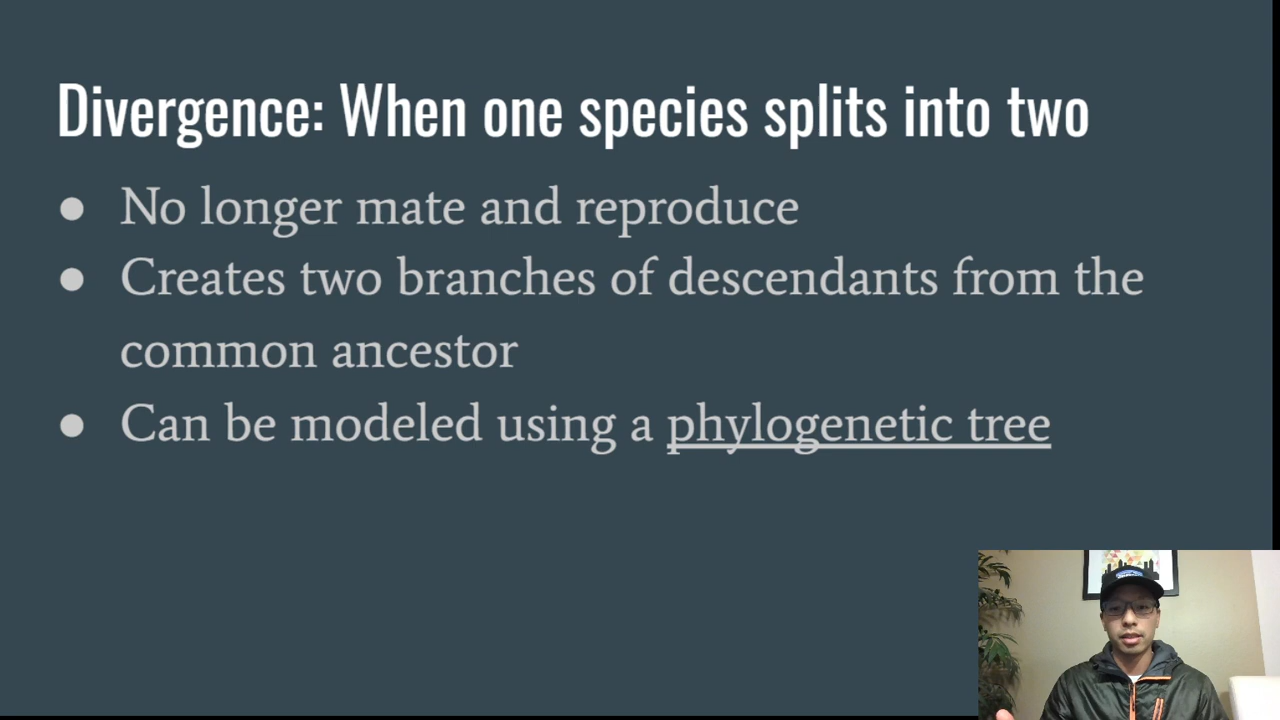 Divergence: When one species splits into two
● No longer mate and reproduce
● Creates two branches of descendants from the
common ancestor
● Can be modeled using a phylogenetic tree